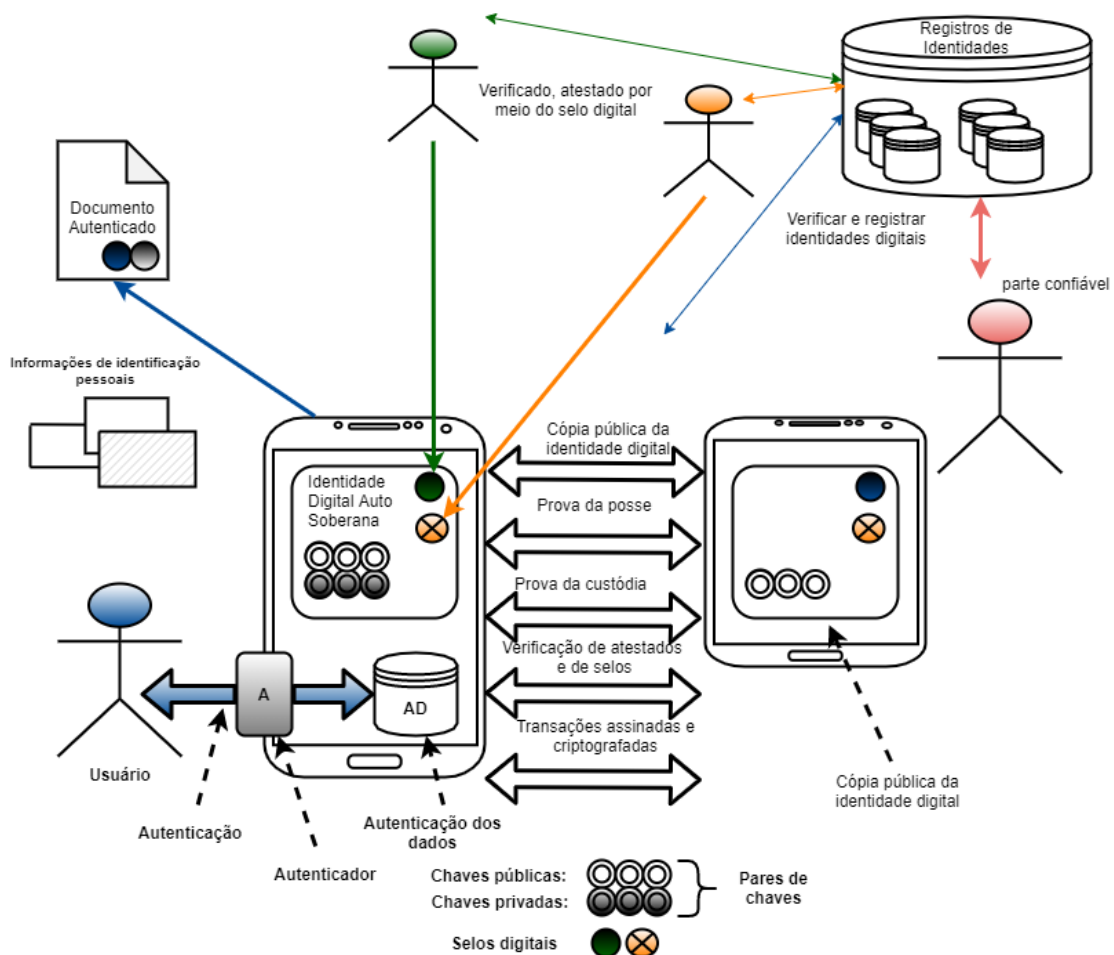 Registros de
Identidades
Verificado, atestado por
meio do selo digital
Documento
Autenticado
Verificar e registrar
identidades digitais
parte confiável
Informações de identificação
pessoais
Cópia pública da
identidade digital
Identidade
Digital Auto
Soberana
Prova da posse
Prova da custódia
Verificação de atestados
e de selos
A
AD
Transações assinadas e
criptografadas
Usuário
Cópia pública da
identidade digital
Autenticação
Autenticação dos
dados
Autenticador
Chaves públicas:
Chaves privadas:
Pares de
chaves
Selos digitais